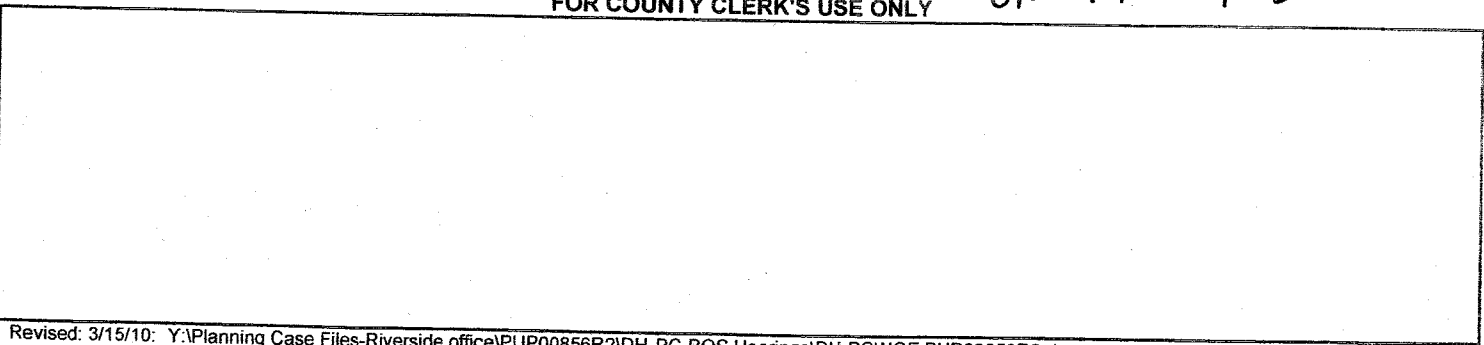 FOR COUNTY CLERK'S USE ONLY
Revised: 3/15/10: Y:\Planning Case Files-Riverside office\PUP00856R2\DH-PC-BOS Hearings\DH-PC\NOE